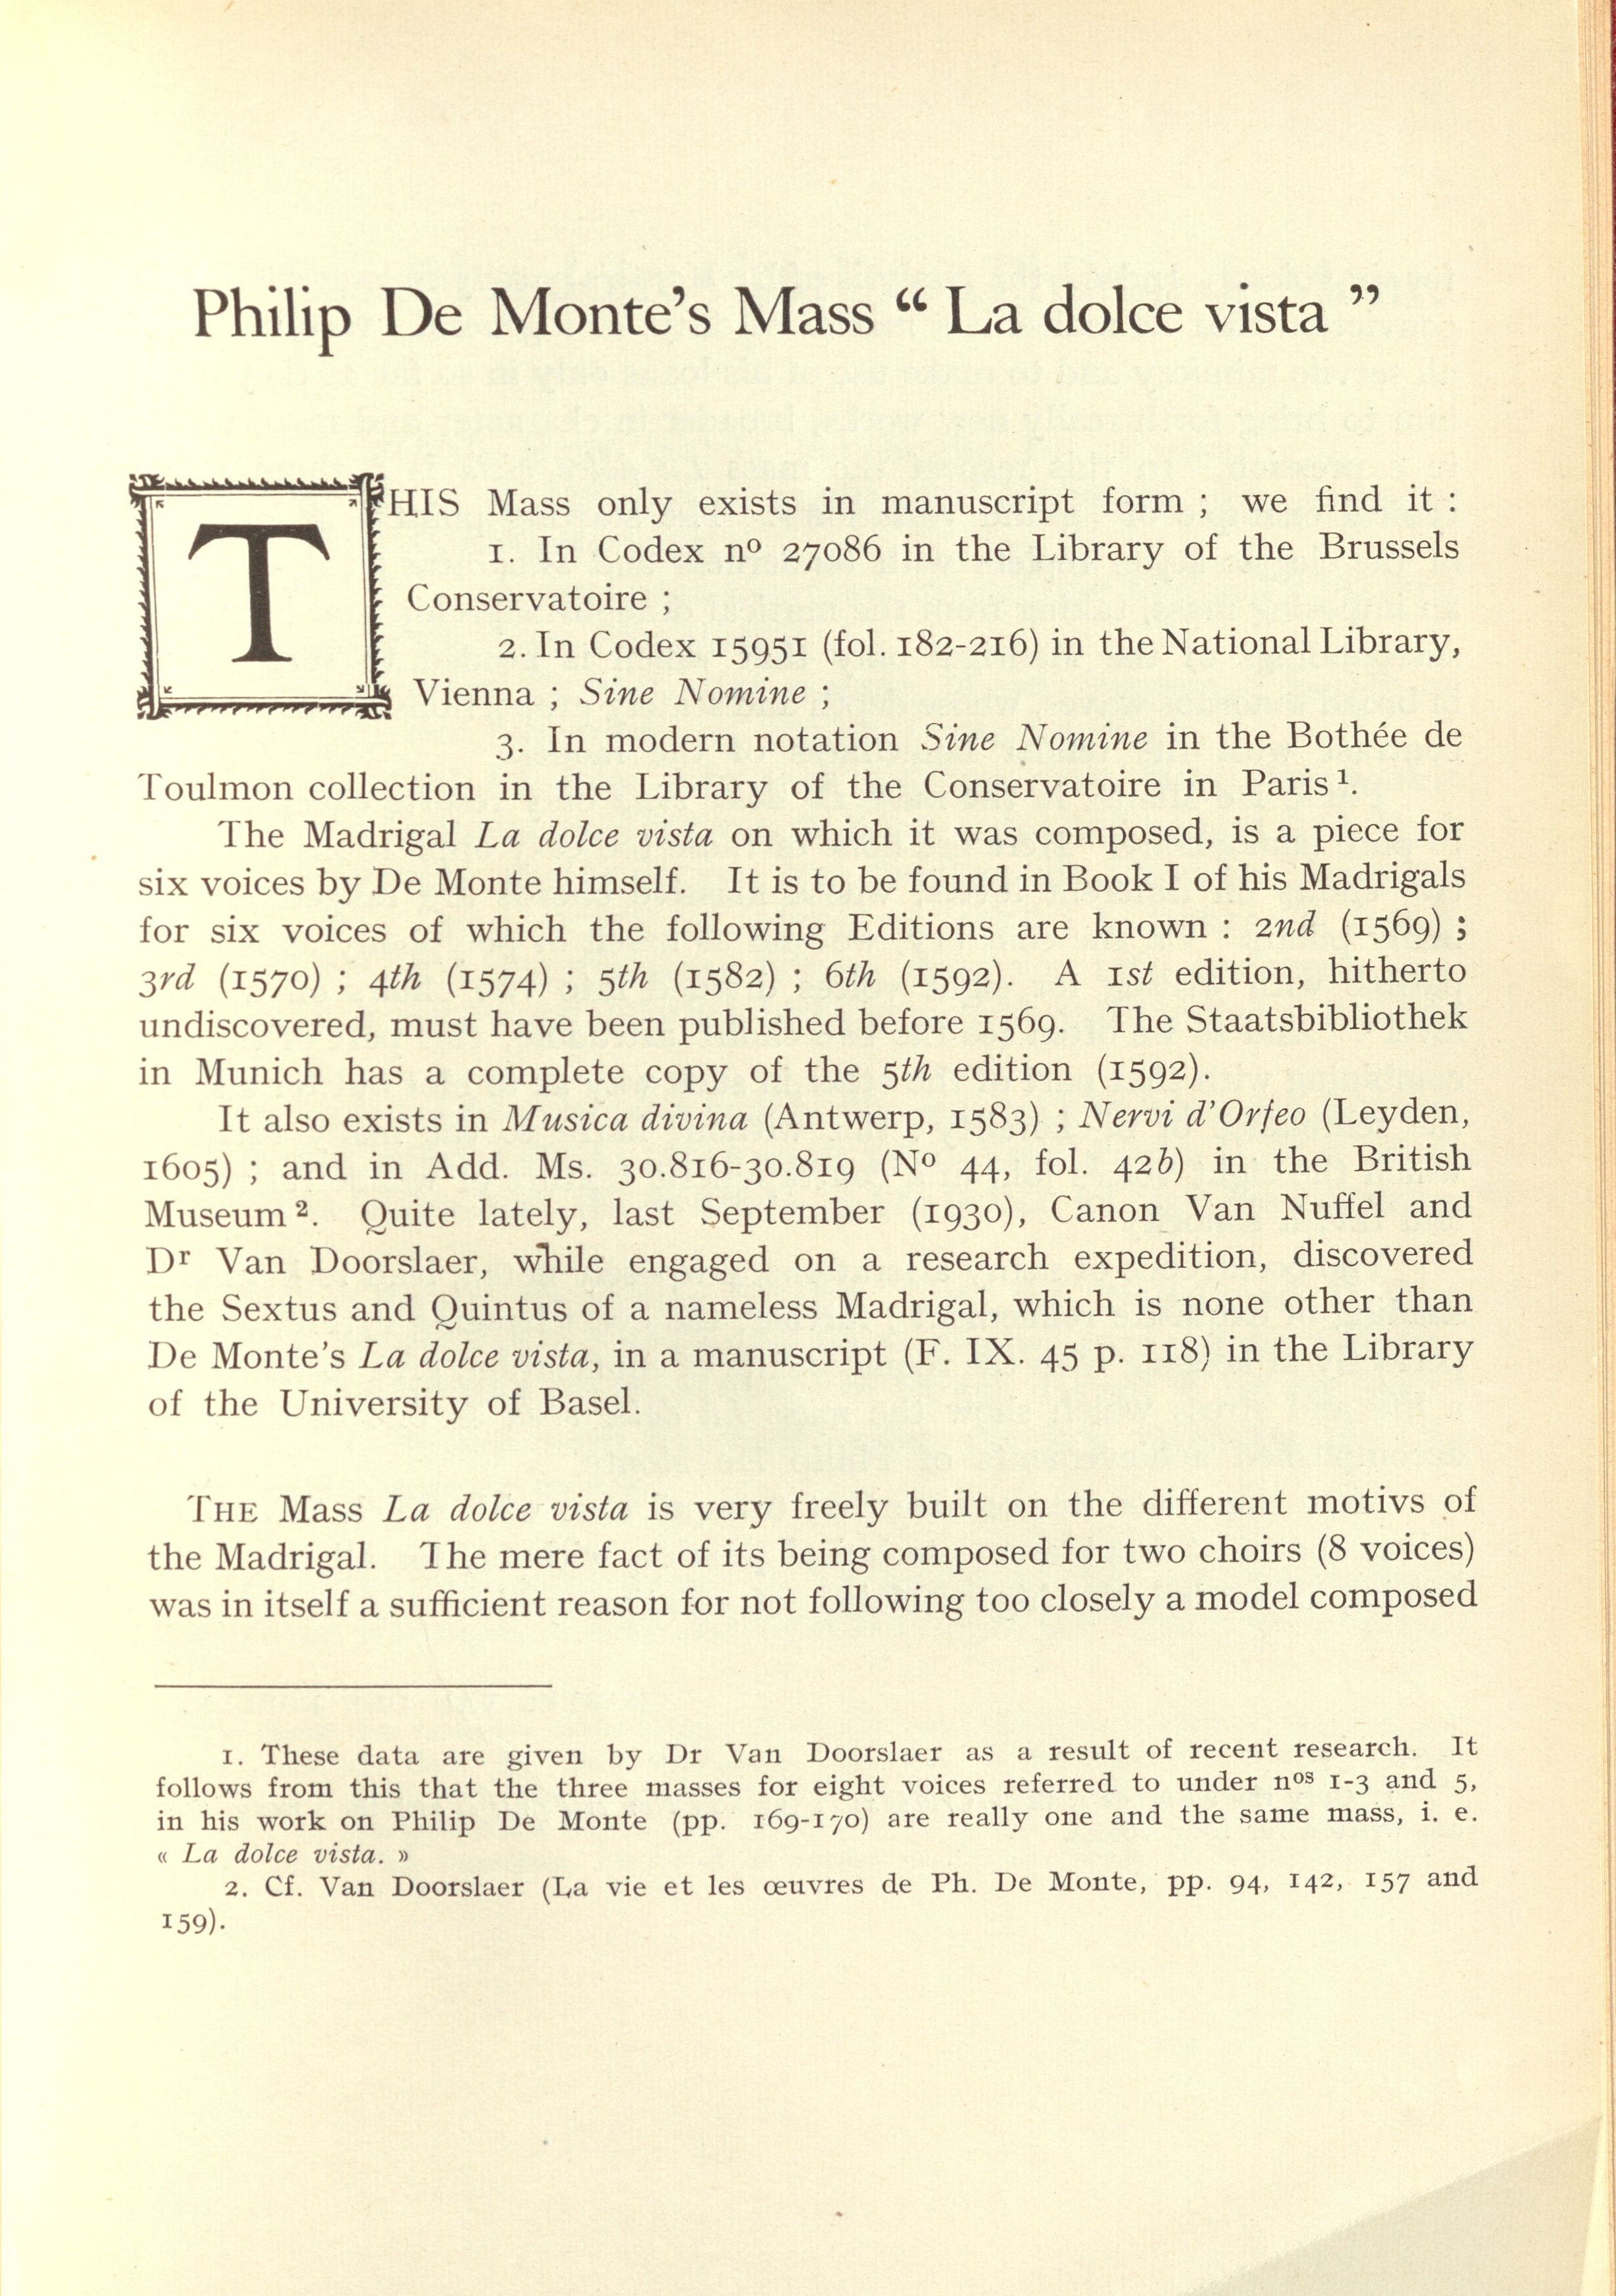 Philip De Monte's Mass “ La dolce vista ”
THIS Mass only exists in manuscript form ; we find it :
1. In Codex nº 27086 in the Library of the Brussels
Conservatoire ;
2. In Codex 15951 (fol. 182-216) in the National Library,
Vienna ; Sine Nomine ;
3. In modern notation Sine Nomine in the Bothée de
Toulmon collection in the Library of the Conservatoire in Paris ¹.
The Madrigal La dolce vista on which it was composed, is a piece for
six voices by De Monte himself. It is to be found in Book I of his Madrigals
for six voices of which the following Editions are known : 2nd (1569) ;
3rd (1570) ; 4th (1574) ; 5th (1582) ; 6th (1592). A 1st edition, hitherto
undiscovered, must have been published before 1569. The Staatsbibliothek
in Munich has a complete copy of the 5th edition (1592).
It also exists in Musica divina (Antwerp, 1583) ; Nervi d'Orfeo (Leyden,
1605) ; and in Add. Ms. 30.816-30.819 (Nº 44, fol. 42b) in the British
Museum ². Quite lately, last September (1930), Canon Van Nuffel and
Dʳ Van Doorslaer, while engaged on a research expedition, discovered
the Sextus and Quintus of a nameless Madrigal, which is none other than
De Monte's La dolce vista, in a manuscript (F. IX. 45 p. 118) in the Library
of the University of Basel.
THE Mass La dolce vista is very freely built on the different motivs of
the Madrigal. The mere fact of its being composed for two choirs (8 voices)
was in itself a sufficient reason for not following too closely a model composed
1. These data are given by Dr Van Doorslaer as a result of recent research. It
follows from this that the three masses for eight voices referred to under nᵒˢ 1-3 and 5,
in his work on Philip De Monte (pp. 169-170) are really one and the same mass, i. e.
« La dolce vista. »
2. Cf. Van Doorslaer (La vie et les œuvres de Ph. De Monte, pp. 94, 142, 157 and
159).